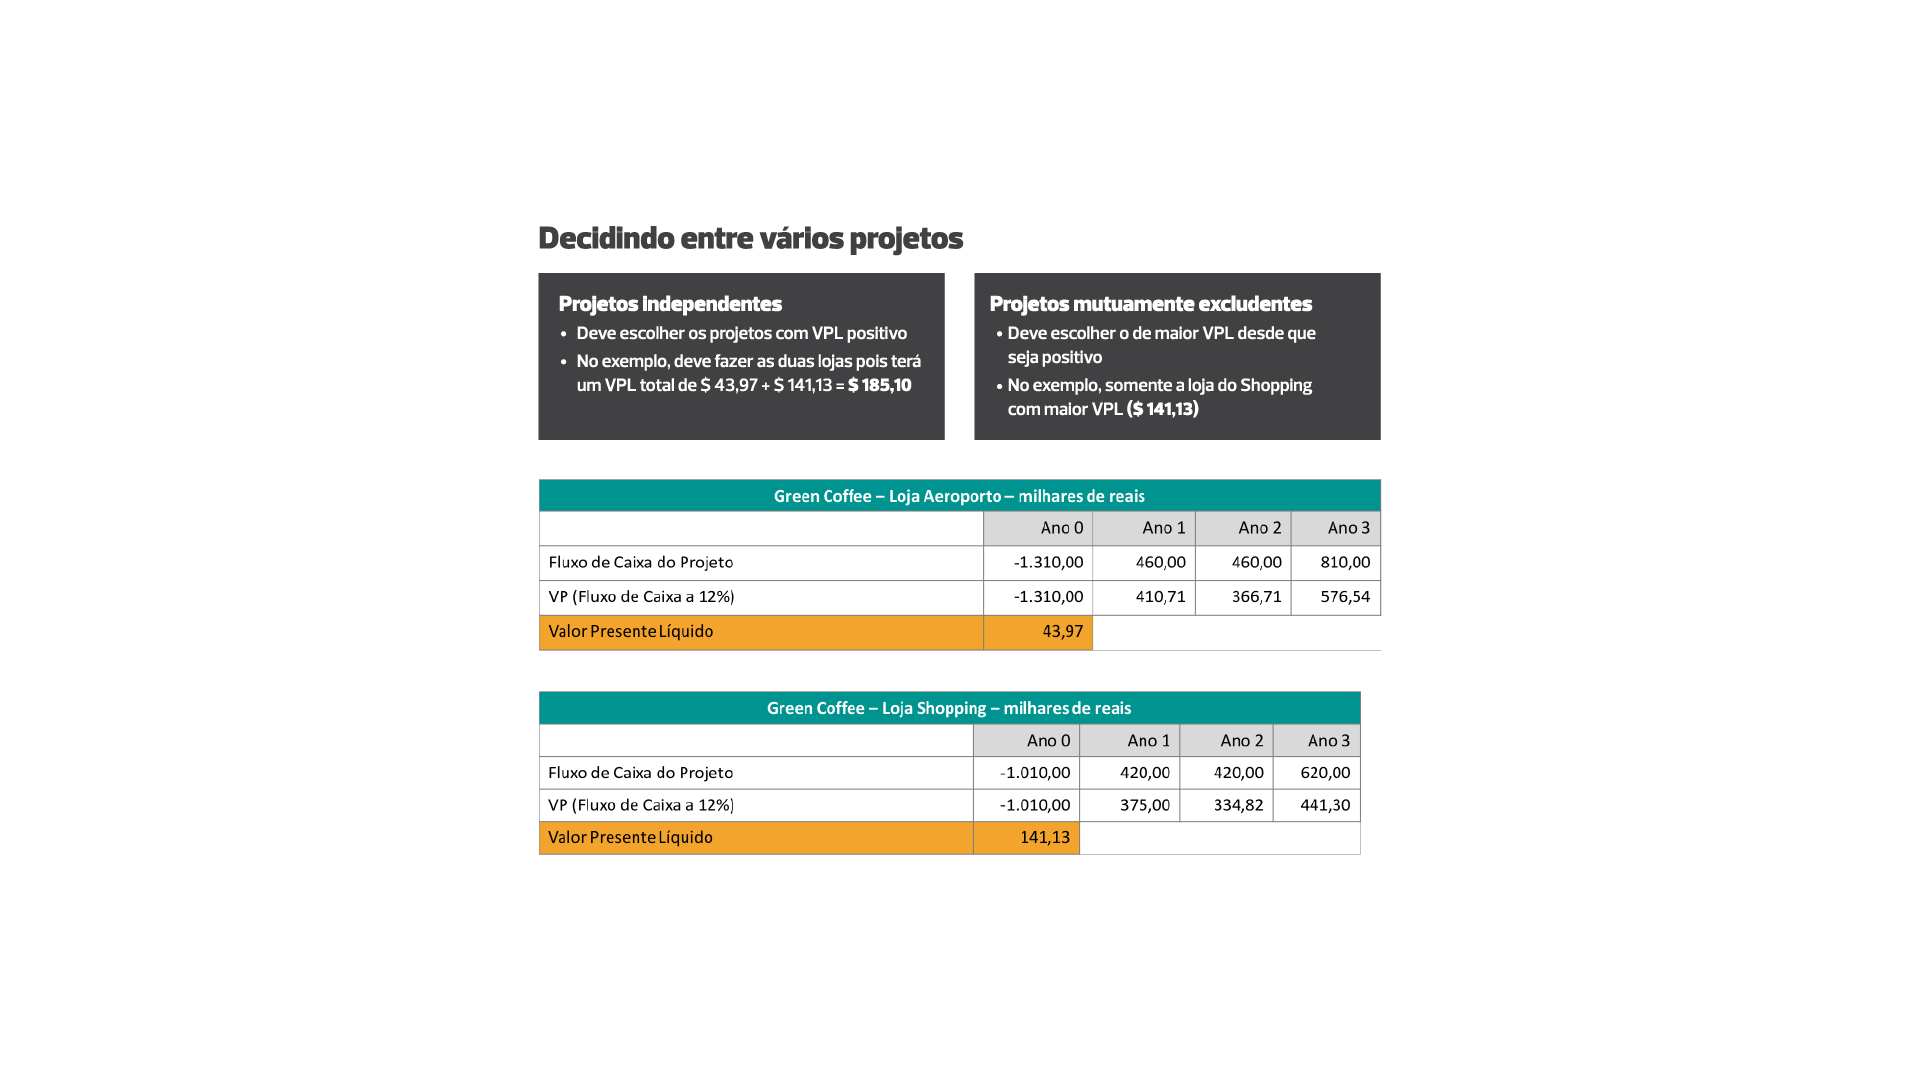 Decidindo entre vários projetos
Projetos independentes
• Deve escolher os projetos com VPL positivo
• No exemplo, deve fazer as duas lojas pois terá
um VPL total de $ 43,97 + $ 141,13 = $ 185,10
Projetos mutuamente excludentes
• Deve escolher o de maior VPL desde que
seja positivo
• No exemplo, somente a loja do Shopping
com maior VPL ($ 141,13)
Green Coffee – Loja Aeroporto – milhares de reais
Ano 0 Ano 1 Ano 2 Ano 3
Fluxo de Caixa do Projeto -1.310,00 460,00 460,00 810,00
VP (Fluxo de Caixa a 12%) -1.310,00 410,71 366,71 576,54
Valor Presente Líquido 43,97
Green Coffee – Loja Shopping – milhares de reais
Ano 0 Ano 1 Ano 2 Ano 3
Fluxo de Caixa do Projeto -1.010,00 420,00 420,00 620,00
VP (Fluxo de Caixa a 12%) -1.010,00 375,00 334,82 441,30
Valor Presente Líquido 141,13